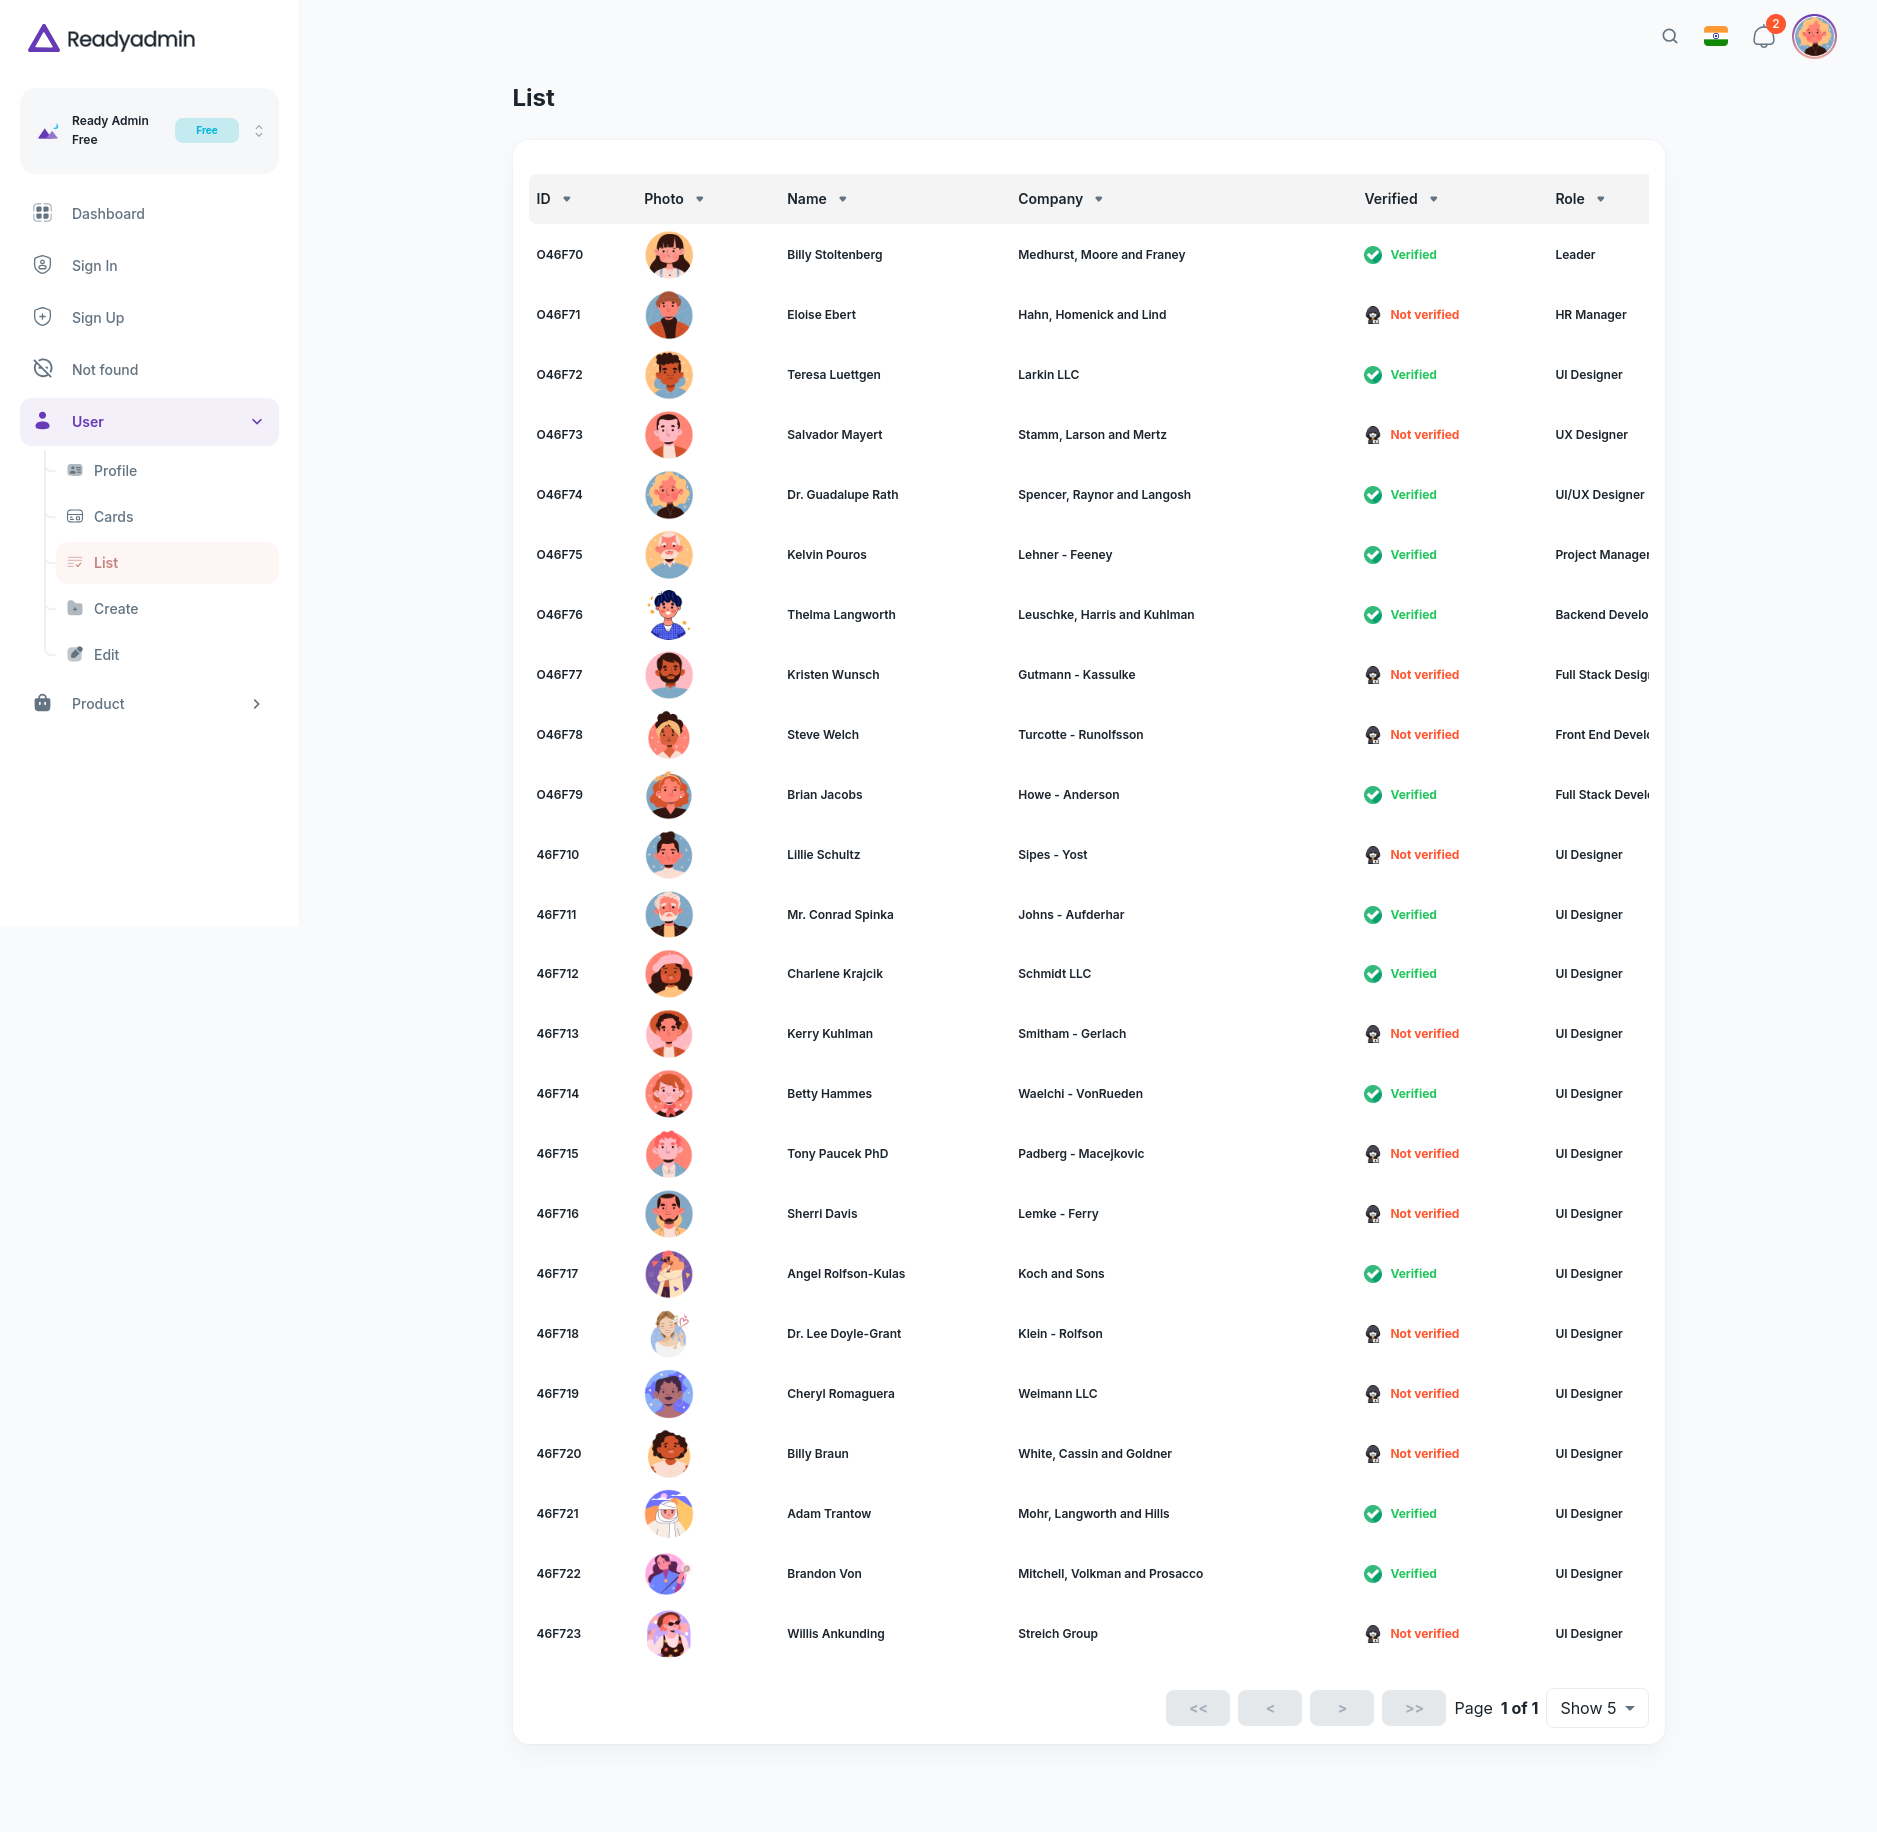 Readyadmin
2
List
Ready Admin
Free
Free
Dashboard
Sign In
Sign Up
Not found
User
Profile
Cards
List
Create
Edit
Product
ID Photo Name Company Verified Role
O46F70 Billy Stoltenberg Medhurst, Moore and Franey Verified Leader
O46F71 Eloise Ebert Hahn, Homenick and Lind Not verified HR Manager
O46F72 Teresa Luettgen Larkin LLC Verified UI Designer
O46F73 Salvador Mayert Stamm, Larson and Mertz Not verified UX Designer
O46F74 Dr. Guadalupe Rath Spencer, Raynor and Langosh Verified UI/UX Designer
O46F75 Kelvin Pouros Lehner - Feeney Verified Project Manager
O46F76 Thelma Langworth Leuschke, Harris and Kuhlman Verified Backend Develo
O46F77 Kristen Wunsch Gutmann - Kassulke Not verified Full Stack Desig
O46F78 Steve Welch Turcotte - Runolfsson Not verified Front End Develo
O46F79 Brian Jacobs Howe - Anderson Verified Full Stack Devel
46F710 Lillie Schultz Sipes - Yost Not verified UI Designer
46F711 Mr. Conrad Spinka Johns - Aufderhar Verified UI Designer
46F712 Charlene Krajcik Schmidt LLC Verified UI Designer
46F713 Kerry Kuhlman Smitham - Gerlach Not verified UI Designer
46F714 Betty Hammes Waelchi - VonRueden Verified UI Designer
46F715 Tony Paucek PhD Padberg - Macejkovic Not verified UI Designer
46F716 Sherri Davis Lemke - Ferry Not verified UI Designer
46F717 Angel Rolfson-Kulas Koch and Sons Verified UI Designer
46F718 Dr. Lee Doyle-Grant Klein - Rolfson Not verified UI Designer
46F719 Cheryl Romaguera Weimann LLC Not verified UI Designer
46F720 Billy Braun White, Cassin and Goldner Not verified UI Designer
46F721 Adam Trantow Mohr, Langworth and Hills Verified UI Designer
46F722 Brandon Von Mitchell, Volkman and Prosacco Verified UI Designer
46F723 Willis Ankunding Streich Group Not verified UI Designer
<< < > >> Page 1 of 1 Show 5